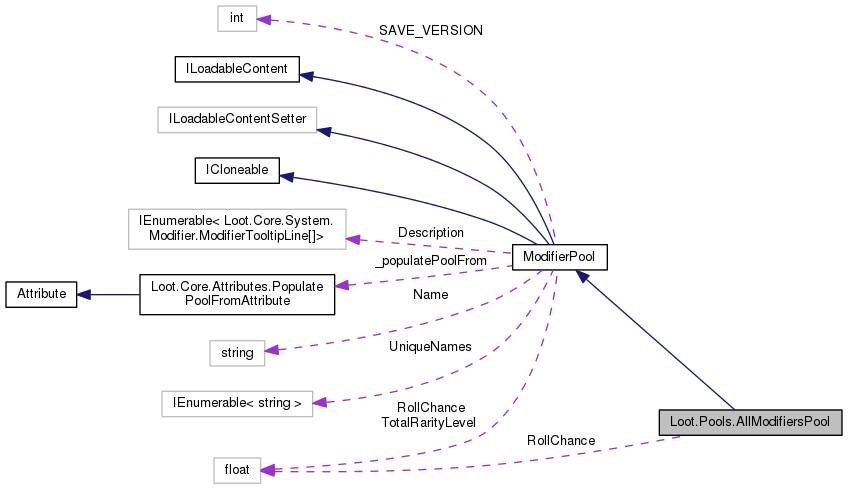 int
SAVE_VERSION
ILoadableContent
ILoadableContentSetter
ICloneable
IEnumerable< Loot.Core.System.
Modifier.ModifierTooltipLine[]>
Description
ModifierPool
_populatePoolFrom
Attribute
Loot.Core.Attributes.Populate
PoolFromAttribute
Name
string
UniqueNames
IEnumerable< string >
RollChance
TotalRarityLevel
Loot.Pools.AllModifiersPool
RollChance
float